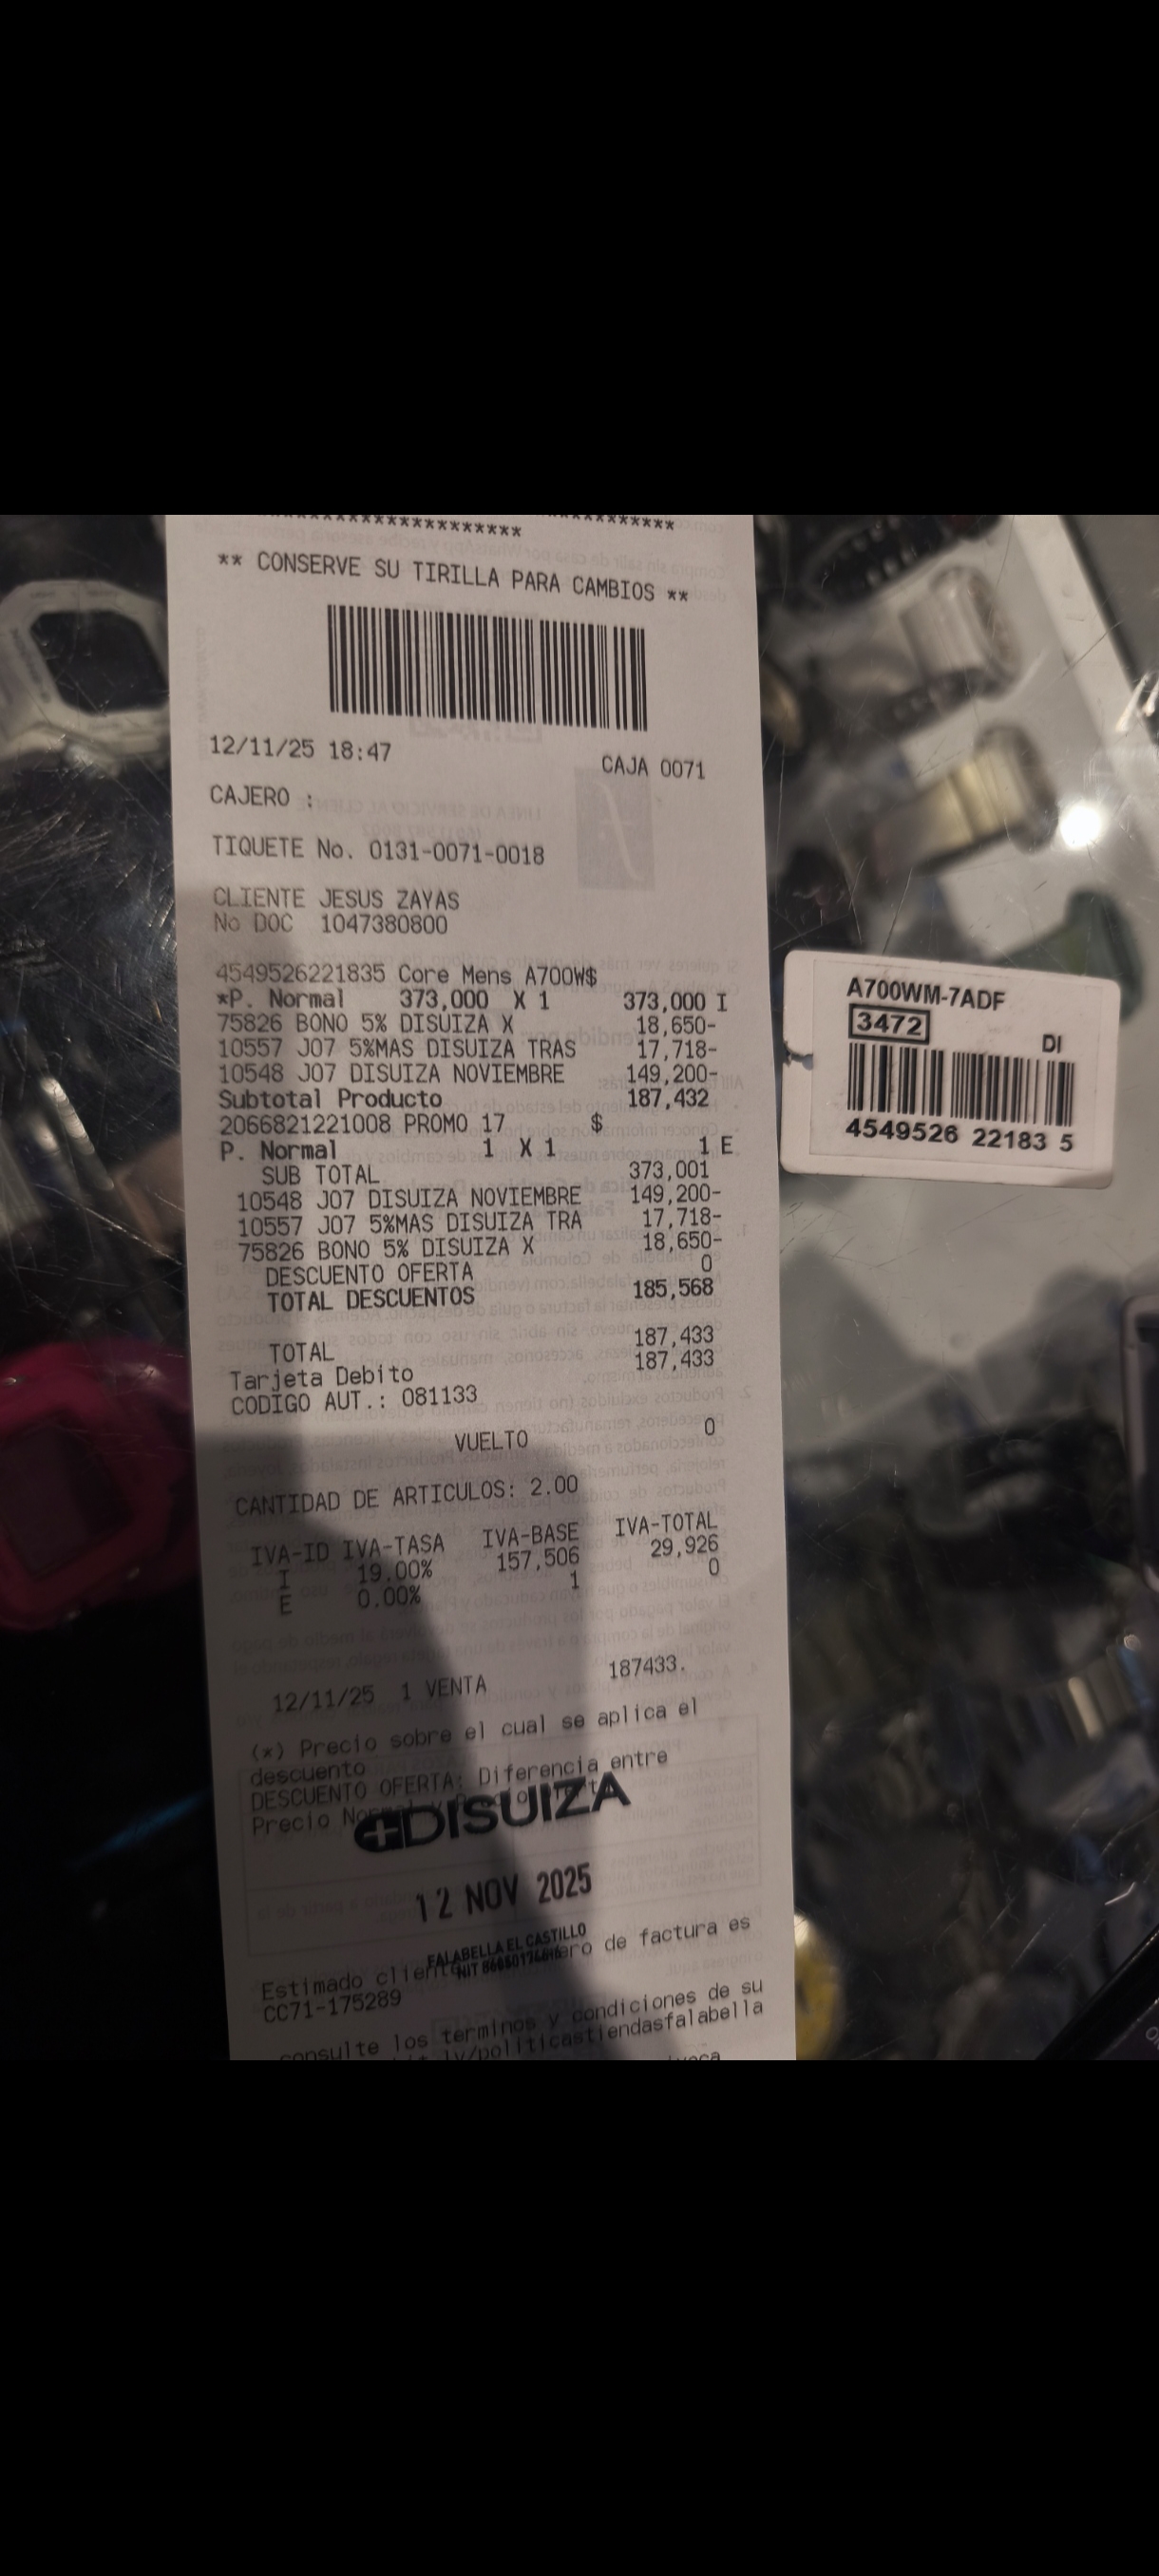 ** CONSERVE SU TIRILLA PARA CAMBIOS **
12/11/25 18:47 CAJA 0071
CAJERO :
TIQUETE No. 0131-0071-0018
CLIENTE JESUS ZAYAS
No DOC 1047380800
4549526221835 Core Mens A700W$
*P. Normal 373,000 X 1 373,000 I
75826 BONO 5% DISUIZA X 18,650-
10557 J07 5%MAS DISUIZA TRAS 17,718-
10548 J07 DISUIZA NOVIEMBRE 149,200-
Subtotal Producto 187,432
2066821221008 PROMO 17 $
P. Normal 1 X 1 1 E
SUB TOTAL 373,001
10548 J07 DISUIZA NOVIEMBRE 149,200-
10557 J07 5%MAS DISUIZA TRA 17,718-
75826 BONO 5% DISUIZA X 18,650-
DESCUENTO OFERTA 0
TOTAL DESCUENTOS 185,568
TOTAL 187,433
Tarjeta Debito 187,433
CODIGO AUT.: 081133
VUELTO 0
CANTIDAD DE ARTICULOS: 2.00
IVA-ID IVA-TASA IVA-BASE IVA-TOTAL
I 19.00% 157,506 29,926
E 0.00% 1 0
12/11/25 1 VENTA 187433.
(*) Precio sobre el cual se aplica el
descuento
DESCUENTO OFERTA: Diferencia entre
Precio
DISUIZA
12 NOV 2025
FALABELLA EL CASTILLO
NIT
Estimado cliente de factura es
CC71-175289
consulte los terminos y condiciones de su
/politicastiendasfalabella
A700WM-7ADF
3472
DI
4549526 22183 5